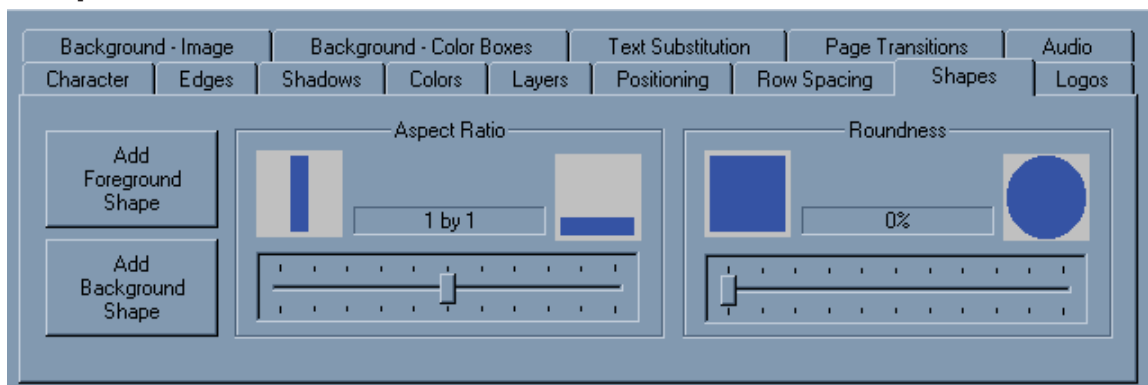 Background - Image Background - Color Boxes Text Substitution Page Transitions Audio
Character Edges Shadows Colors Layers Positioning Row Spacing Shapes Logos
Add
Foreground
Shape
Add
Background
Shape
Aspect Ratio
1 by 1
Roundness
0%